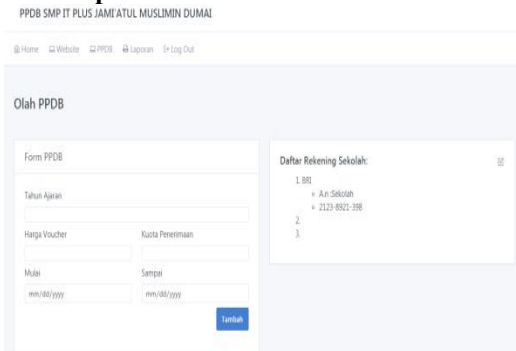 PPDB SMP IT PLUS JAMI'ATUL MUSLIMIN DUMAI
Home Website PPDB Laporan Log Out
Olah PPDB
Form PPDB
Tahun Ajaran
Harga Voucher Kuota Penerimaan
Mulai Sampai
mm/dd/yyyy mm/dd/yyyy
Tambah
Daftar Rekening Sekolah:
1. BRI
A.n :Sekolah
2123-8921-398
2.
3.